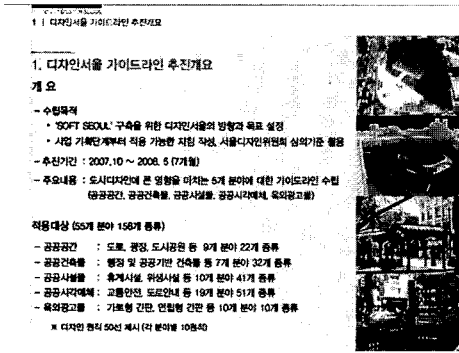 1 | 디자인서울 가이드라인 추진개요
1. 디자인서울 가이드라인 추진개요
개 요
- 수립목적
• 'SOFT SEOUL' 구축을 위한 디자인서울의 방향과 목표 설정
• 사업 기획단계부터 적용 가능한 지침 작성, 서울디자인위원회 심의기준 활용
- 추진기간 : 2007.10 ~ 2008. 5 (7개월)
- 주요내용 : 도시디자인에 큰 영향을 미치는 5개 분야에 대한 가이드라인 수립
(공공공간, 공공건축물, 공공시설물, 공공시각매체, 옥외광고물)
적용대상 (55개 분야 156개 종류)
- 공공공간 : 도로, 광장, 도시공원 등 9개 분야 22개 종류
- 공공건축물 : 행정 및 공공기반 건축물 등 7개 분야 32개 종류
- 공공시설물 : 휴게시설, 위생시설 등 10개 분야 41개 종류
- 공공시각매체 : 교통안전, 도로안내 등 19개 분야 51개 종류
- 옥외광고물 : 가로형 간판, 연립형 간판 등 10개 분야 10개 종류
※ 디자인 원칙 50선 제시 (각 분야별 10원칙)